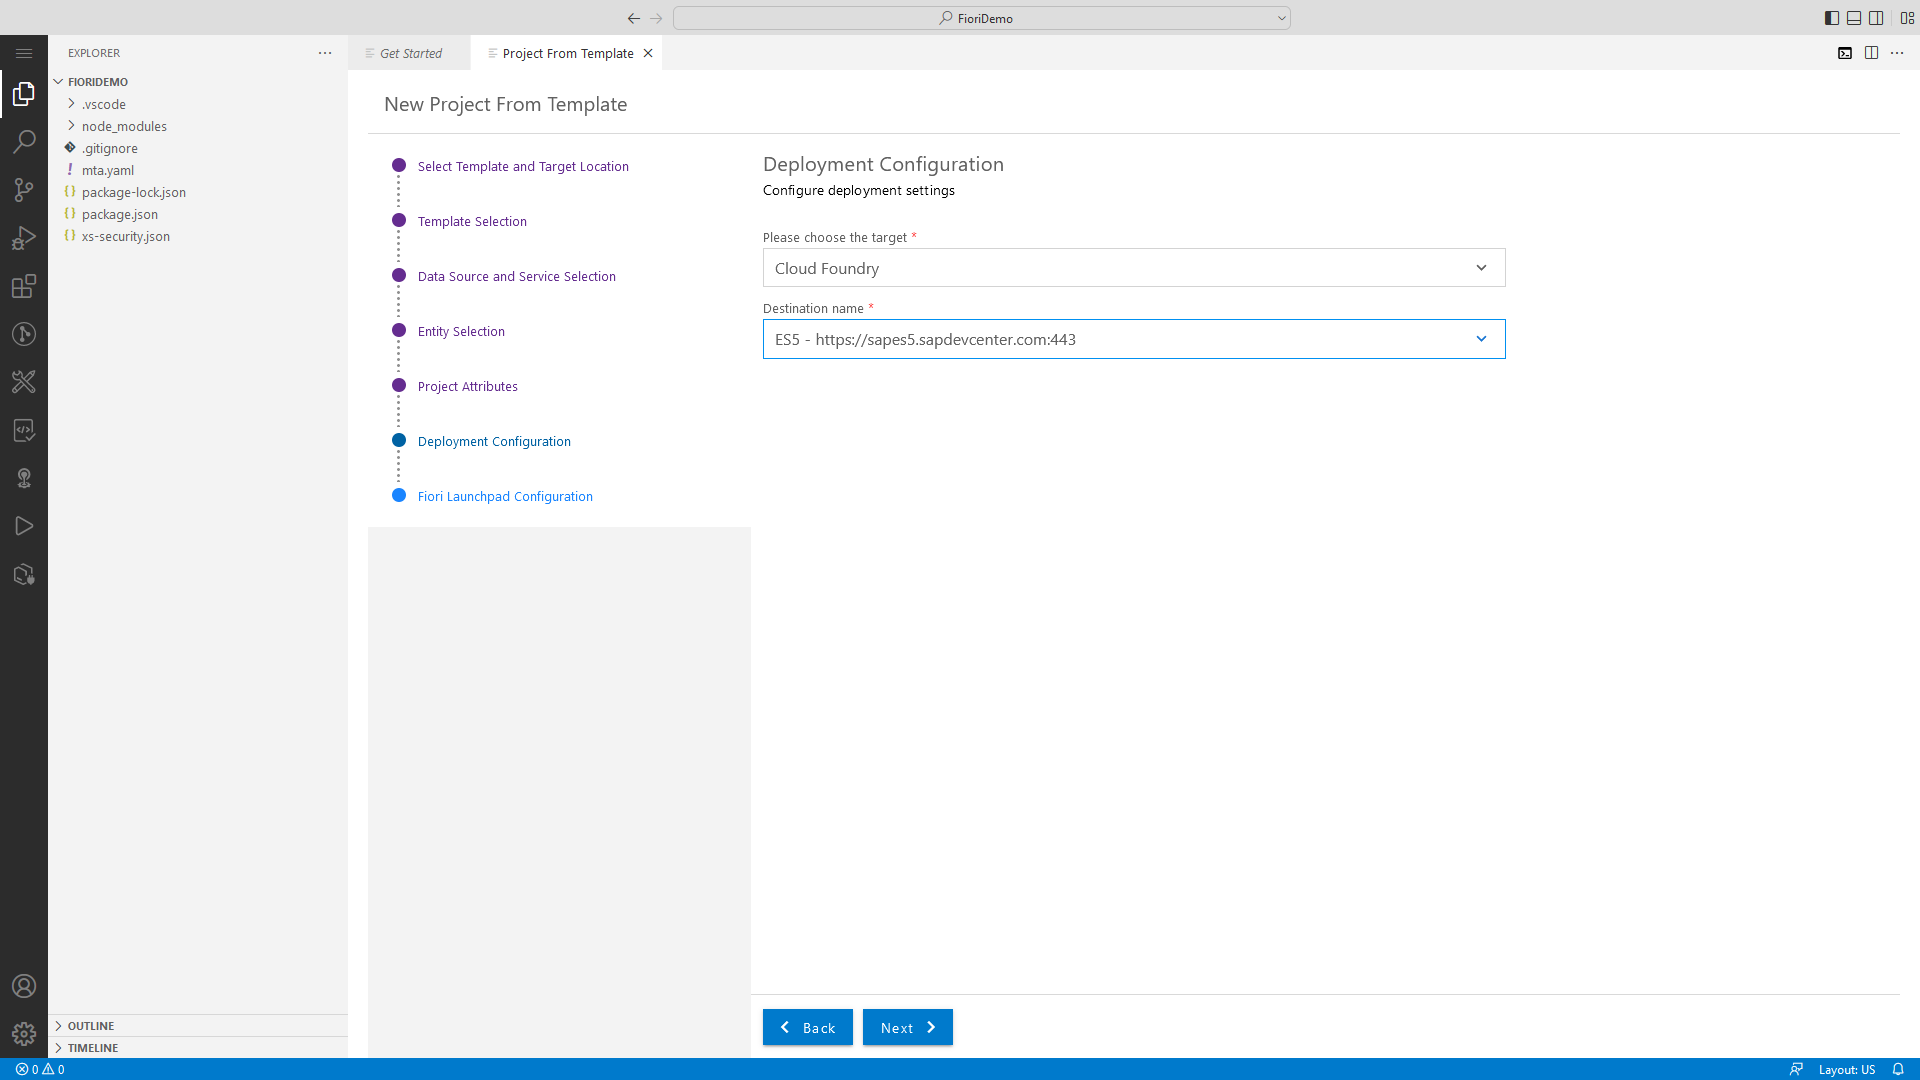 FioriDemo
EXPLORER
FIORIDEMO
.vscode
node_modules
.gitignore
mta.yaml
package-lock.json
package.json
xs-security.json
OUTLINE
TIMELINE
Get Started
Project From Template
New Project From Template
Select Template and Target Location
Template Selection
Data Source and Service Selection
Entity Selection
Project Attributes
Deployment Configuration
Fiori Launchpad Configuration
Deployment Configuration
Configure deployment settings
Please choose the target *
Cloud Foundry
Destination name *
ES5 - https://sapes5.sapdevcenter.com:443
Back
Next
0 0
Layout: US